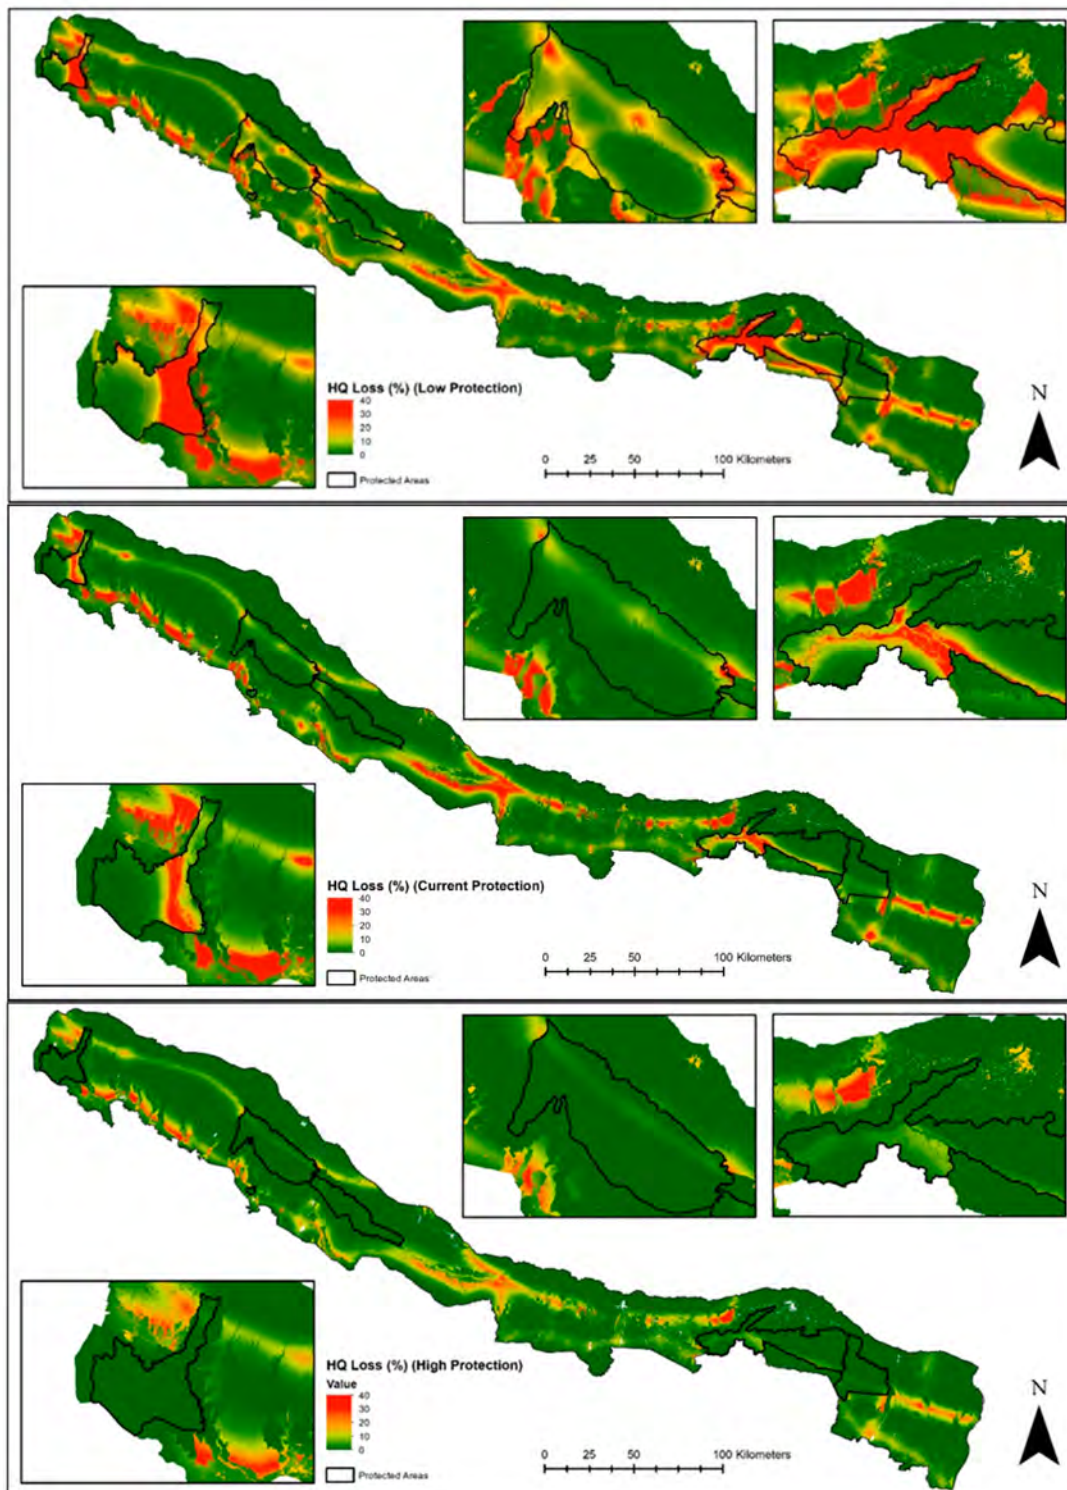 N
HQ Loss (%) (Low Protection)
40
30
20
10
0
Protected Areas
0 25 50 100 Kilometers
N
HQ Loss (%) (Current Protection)
40
30
20
10
0
Protected Areas
0 25 50 100 Kilometers
N
HQ Loss (%) (High Protection)
Value
40
30
20
10
0
Protected Areas
0 25 50 100 Kilometers